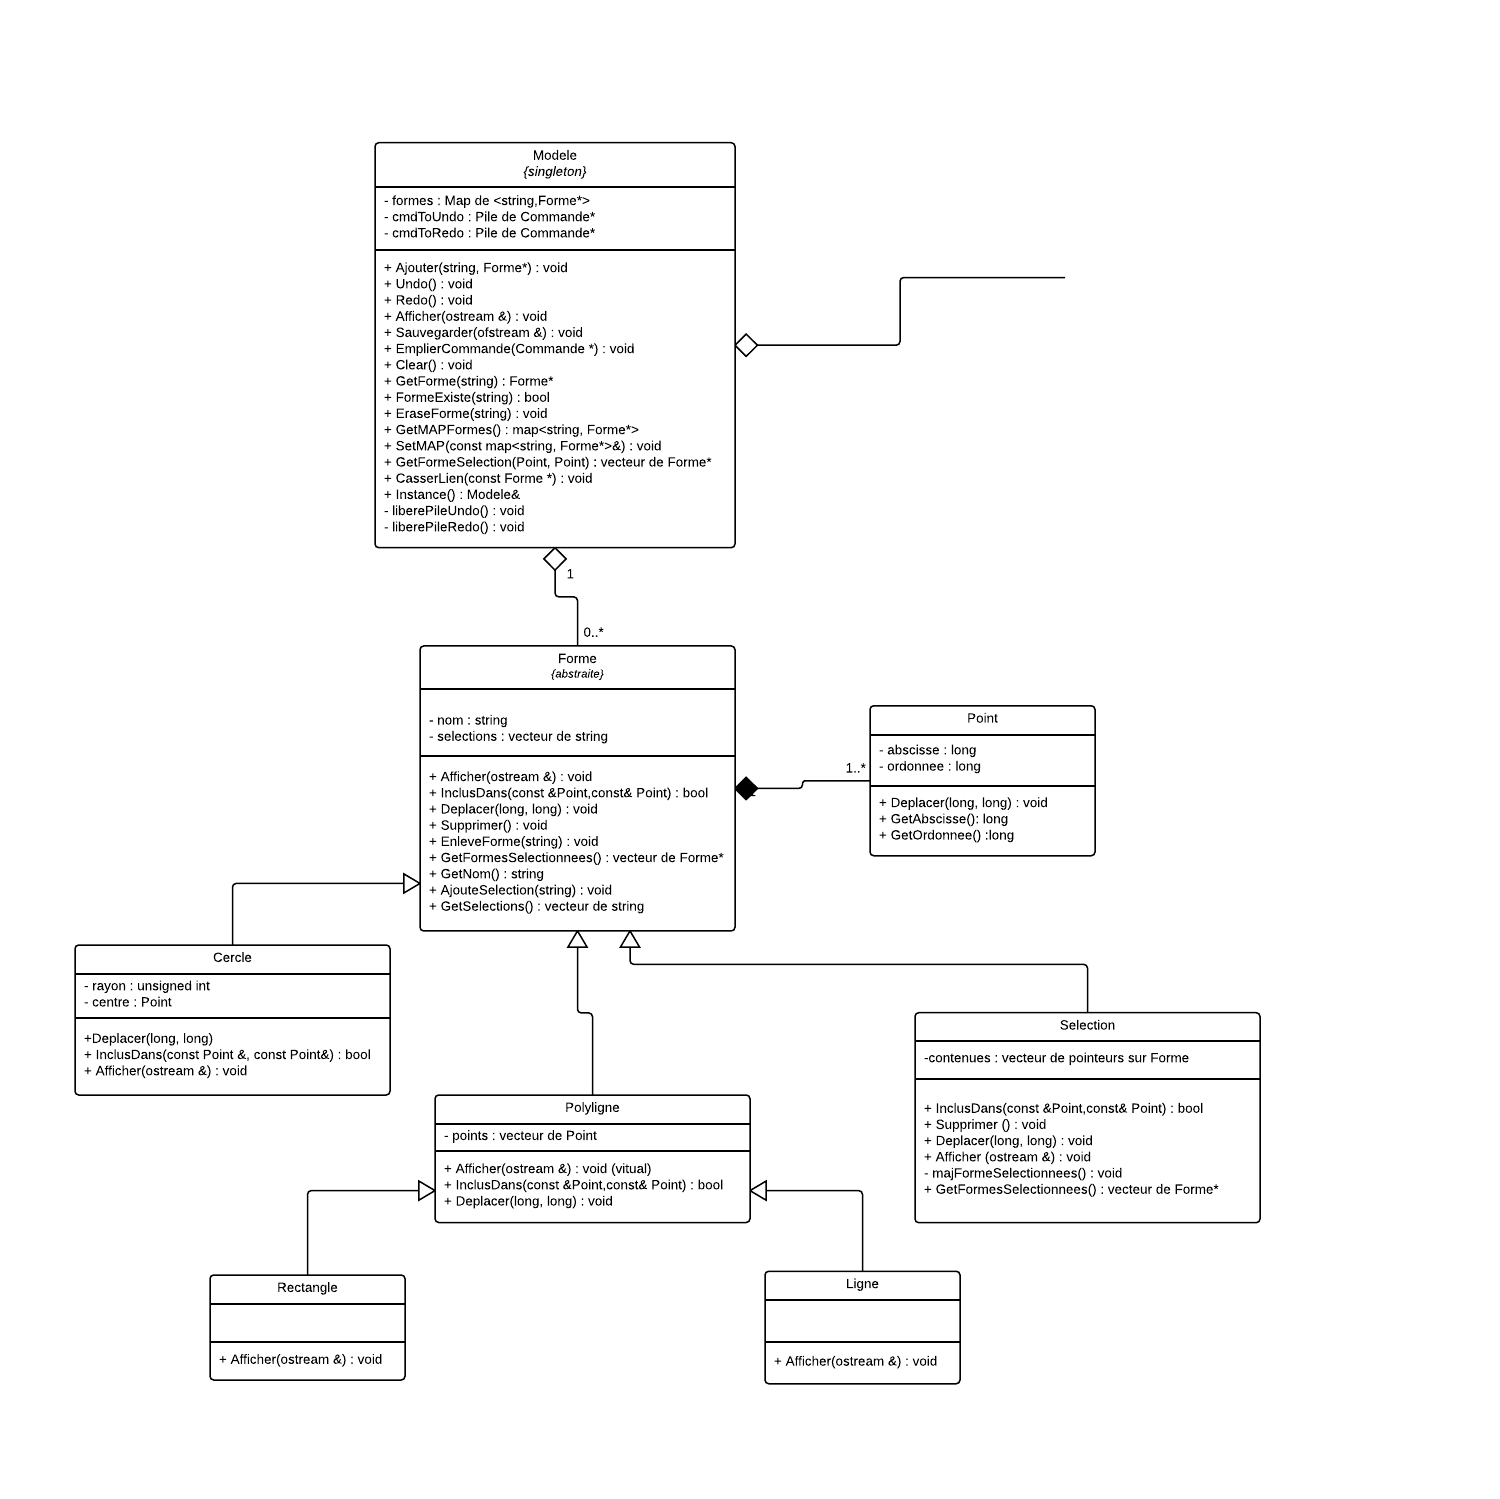 Modele
{singleton}
- formes : Map de <string,Forme*>
- cmdToUndo : Pile de Commande*
- cmdToRedo : Pile de Commande*
+ Ajouter(string, Forme*) : void
+ Undo() : void
+ Redo() : void
+ Afficher(ostream &) : void
+ Sauvegarder(ofstream &) : void
+ EmplierCommande(Commande *) : void
+ Clear() : void
+ GetForme(string) : Forme*
+ FormeExiste(string) : bool
+ EraseForme(string) : void
+ GetMAPFormes() : map<string, Forme*>
+ SetMAP(const map<string, Forme*>&) : void
+ GetFormeSelection(Point, Point) : vecteur de Forme*
+ CasserLien(const Forme *) : void
+ Instance() : Modele&
- liberePileUndo() : void
- liberePileRedo() : void
1
0..*
Forme
{abstraite}
- nom : string
- selections : vecteur de string
+ Afficher(ostream &) : void
+ InclusDans(const &Point,const& Point) : bool
+ Deplacer(long, long) : void
+ Supprimer() : void
+ EnleveForme(string) : void
+ GetFormesSelectionnees() : vecteur de Forme*
+ GetNom() : string
+ AjouteSelection(string) : void
+ GetSelections() : vecteur de string
1..*
Point
- abscisse : long
- ordonnee : long
+ Deplacer(long, long) : void
+ GetAbscisse(): long
+ GetOrdonnee() :long
Cercle
- rayon : unsigned int
- centre : Point
+Deplacer(long, long)
+ InclusDans(const Point &, const Point&) : bool
+ Afficher(ostream &) : void
Selection
-contenues : vecteur de pointeurs sur Forme
+ InclusDans(const &Point,const& Point) : bool
+ Supprimer () : void
+ Deplacer(long, long) : void
+ Afficher (ostream &) : void
- majFormeSelectionnees() : void
+ GetFormesSelectionnees() : vecteur de Forme*
Polyligne
- points : vecteur de Point
+ Afficher(ostream &) : void (vitual)
+ InclusDans(const &Point,const& Point) : bool
+ Deplacer(long, long) : void
Rectangle
+ Afficher(ostream &) : void
Ligne
+ Afficher(ostream &) : void